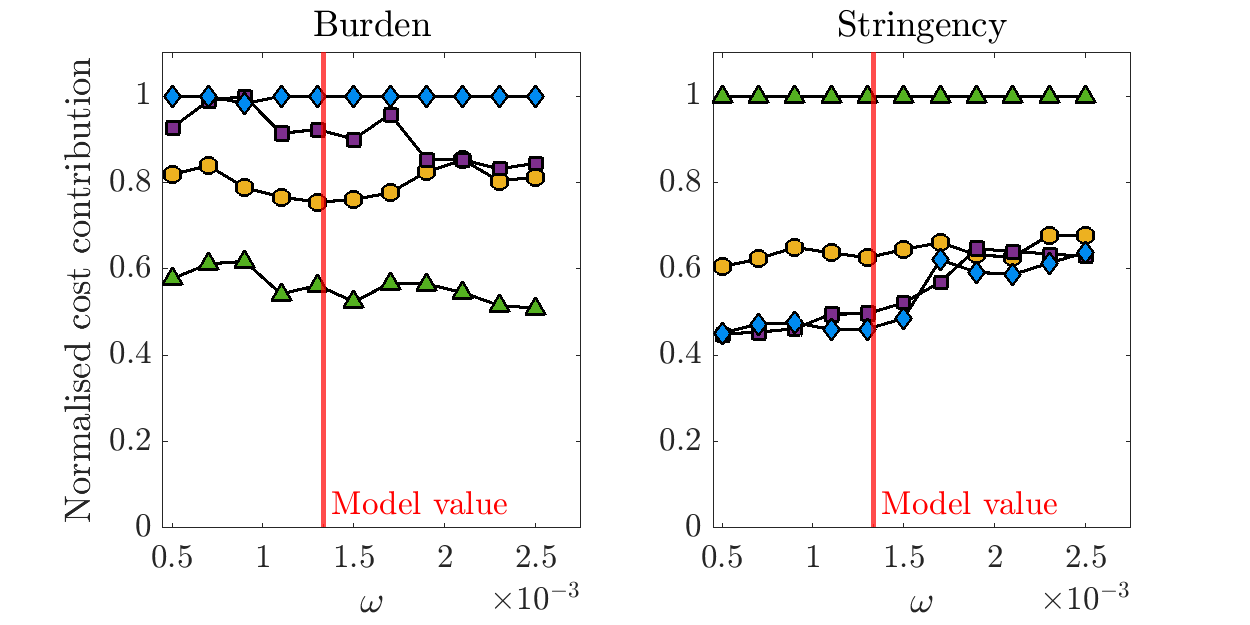 Burden
Normalised cost contribution
1
0.8
0.6
0.4
0.2
0
Model value
0.5 1 1.5 2 2.5
ω
×10⁻³
Stringency
1
0.8
0.6
0.4
0.2
0
Model value
0.5 1 1.5 2 2.5
ω
×10⁻³